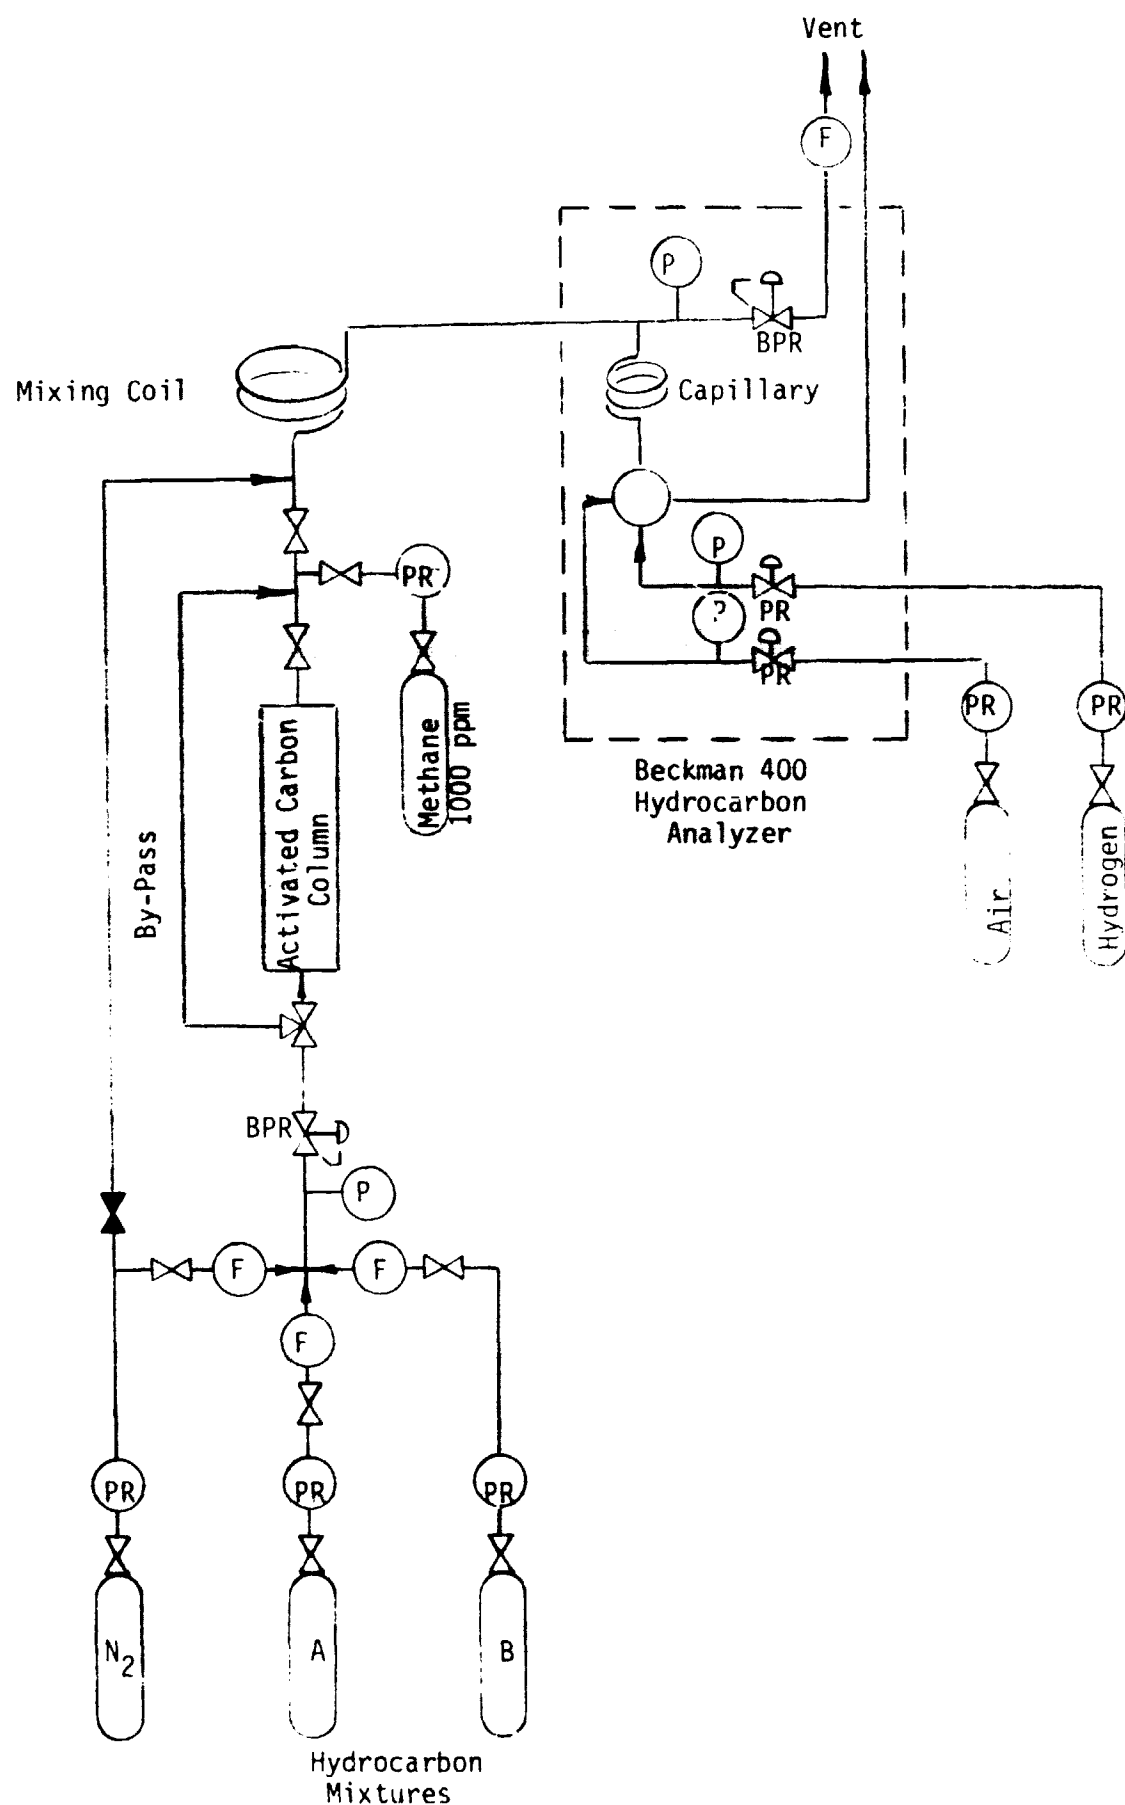 Vent
F
P
BPR
Mixing Coil
Capillary
P
PR
PR
P
PR
PR
PR
Methane
1000 ppm
Activated Carbon
Column
By-Pass
Beckman 400
Hydrocarbon
Analyzer
Air
Hydrogen
BPR
P
F
F
F
PR
PR
PR
N2
A
B
Hydrocarbon
Mixtures